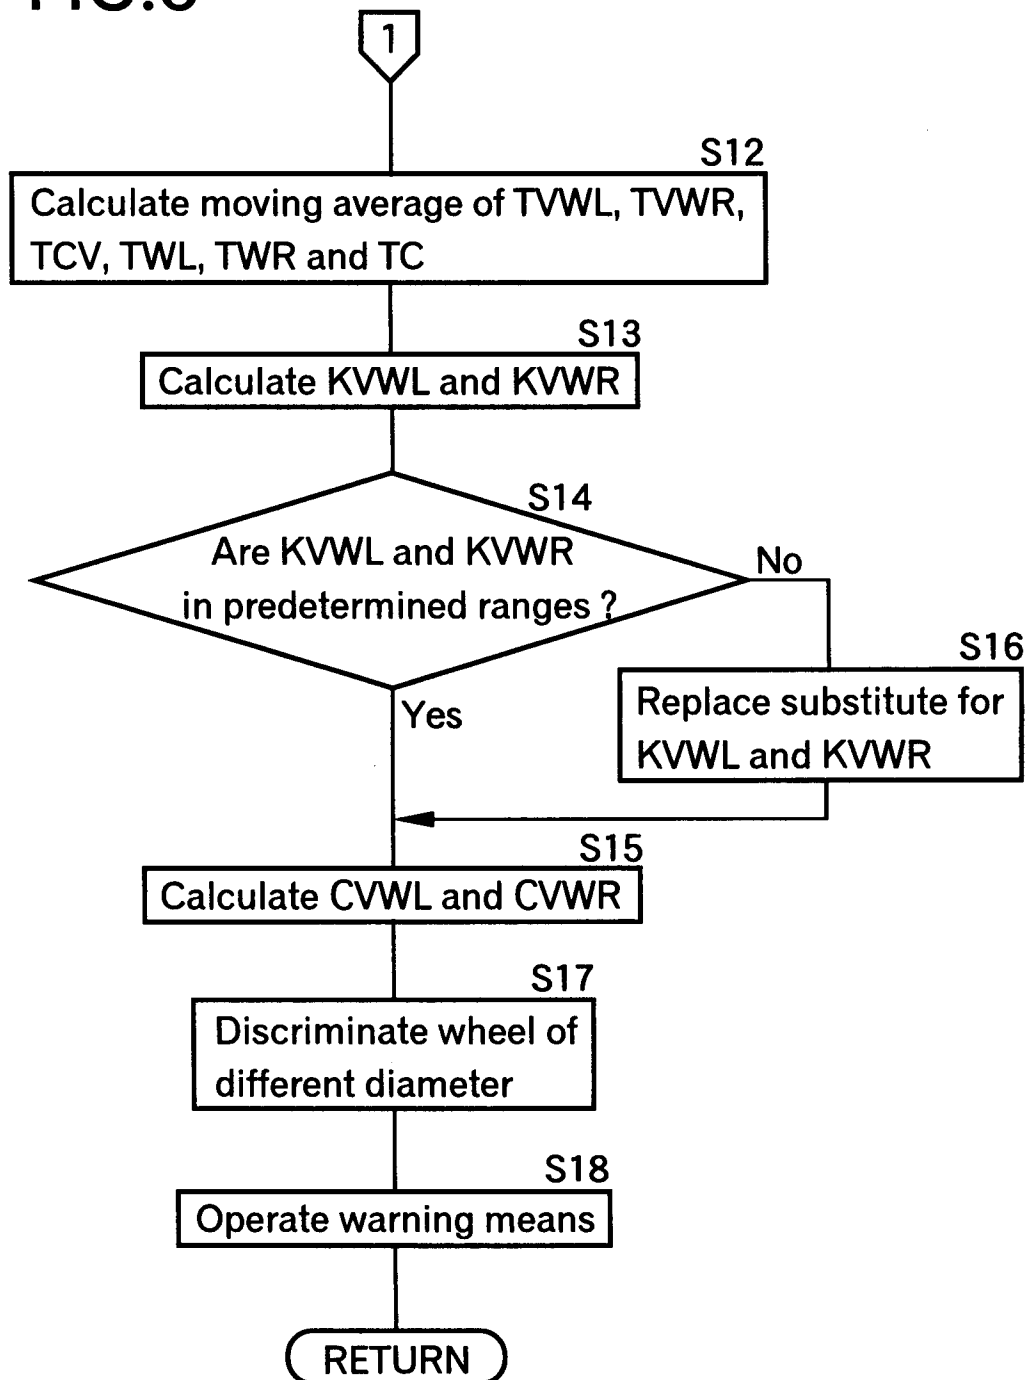 1
S12
Calculate moving average of TVWL, TVWR,
TCV, TWL, TWR and TC
S13
Calculate KVWL and KVWR
S14
Are KVWL and KVWR
in predetermined ranges ?
No
S16
Replace substitute for
KVWL and KVWR
Yes
S15
Calculate CVWL and CVWR
S17
Discriminate wheel of
different diameter
S18
Operate warning means
RETURN